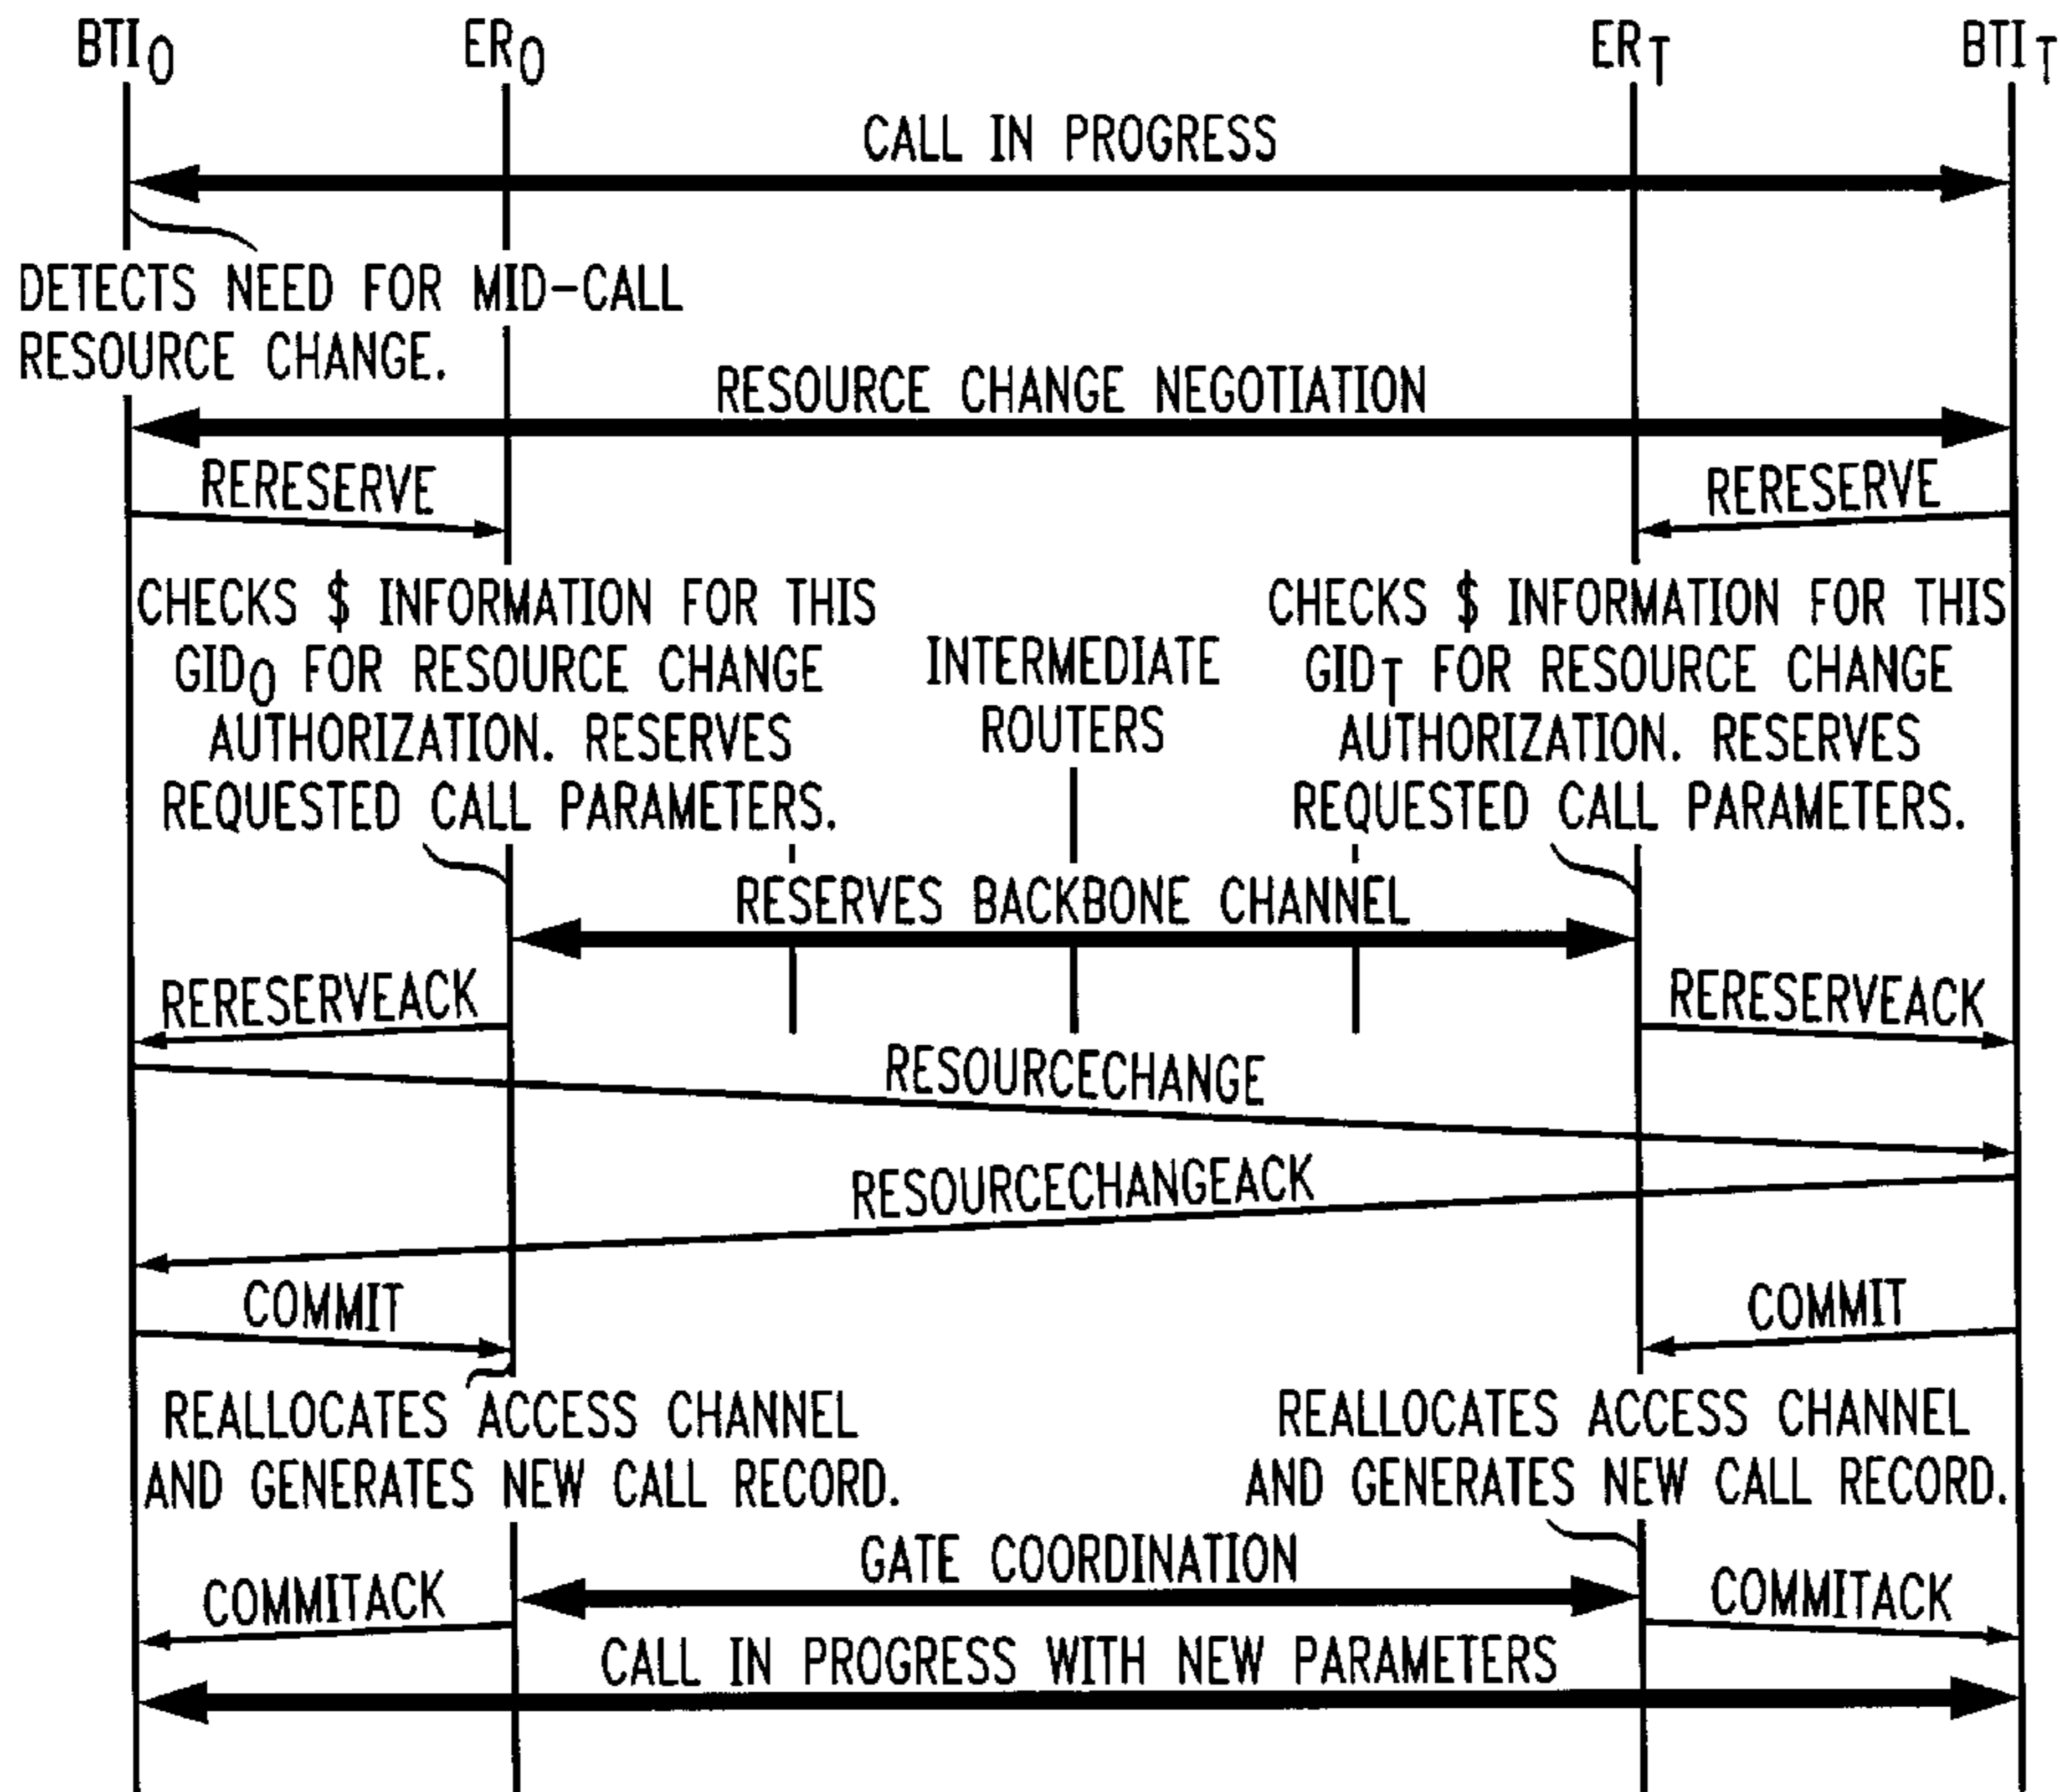 BTIO ERO ERT BTIT
CALL IN PROGRESS
DETECTS NEED FOR MID-CALL
RESOURCE CHANGE.
RESOURCE CHANGE NEGOTIATION
RERESERVE RERESERVE
CHECKS $ INFORMATION FOR THIS
GIDO FOR RESOURCE CHANGE
AUTHORIZATION. RESERVES
REQUESTED CALL PARAMETERS.
INTERMEDIATE
ROUTERS
CHECKS $ INFORMATION FOR THIS
GIDT FOR RESOURCE CHANGE
AUTHORIZATION. RESERVES
REQUESTED CALL PARAMETERS.
RESERVES BACKBONE CHANNEL
RERESERVEACK RERESERVEACK
RESOURCECHANGE
RESOURCECHANGEACK
COMMIT COMMIT
REALLOCATES ACCESS CHANNEL
AND GENERATES NEW CALL RECORD.
REALLOCATES ACCESS CHANNEL
AND GENERATES NEW CALL RECORD.
GATE COORDINATION
COMMITACK COMMITACK
CALL IN PROGRESS WITH NEW PARAMETERS